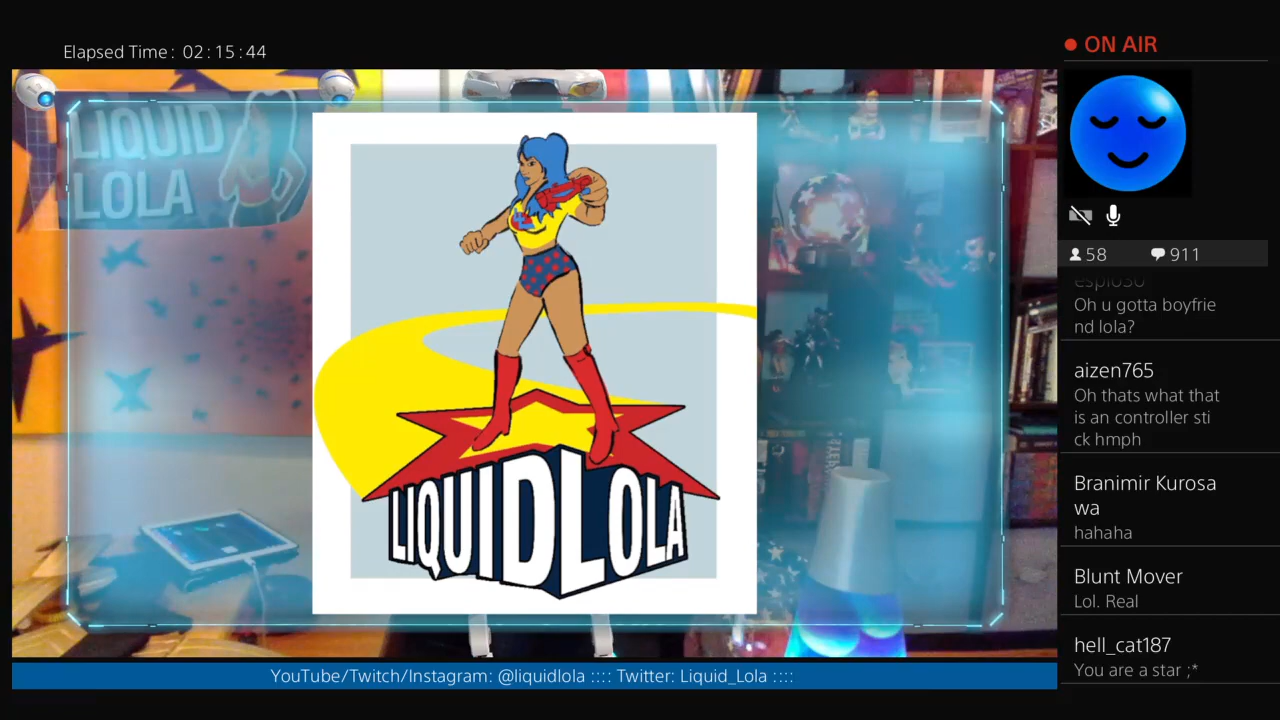 Elapsed Time: 02:15:44
ON AIR
LIQUID
LOLA
58 911
espio30
Oh u gotta boyfrie
nd lola?
aizen765
Oh thats what that
is an controller sti
ck hmph
Branimir Kurosa
wa
hahaha
Blunt Mover
Lol. Real
hell_cat187
You are a star ;*
LIQUIDLOLA
YouTube/Twitch/Instagram: @liquidlola :::: Twitter: Liquid_Lola ::::